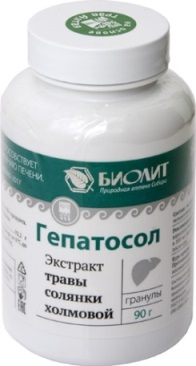 БИОЛИТ
Природная аптека Сибири
Гепатосол
Экстракт
травы
солянки
холмовой
гранулы
90 г